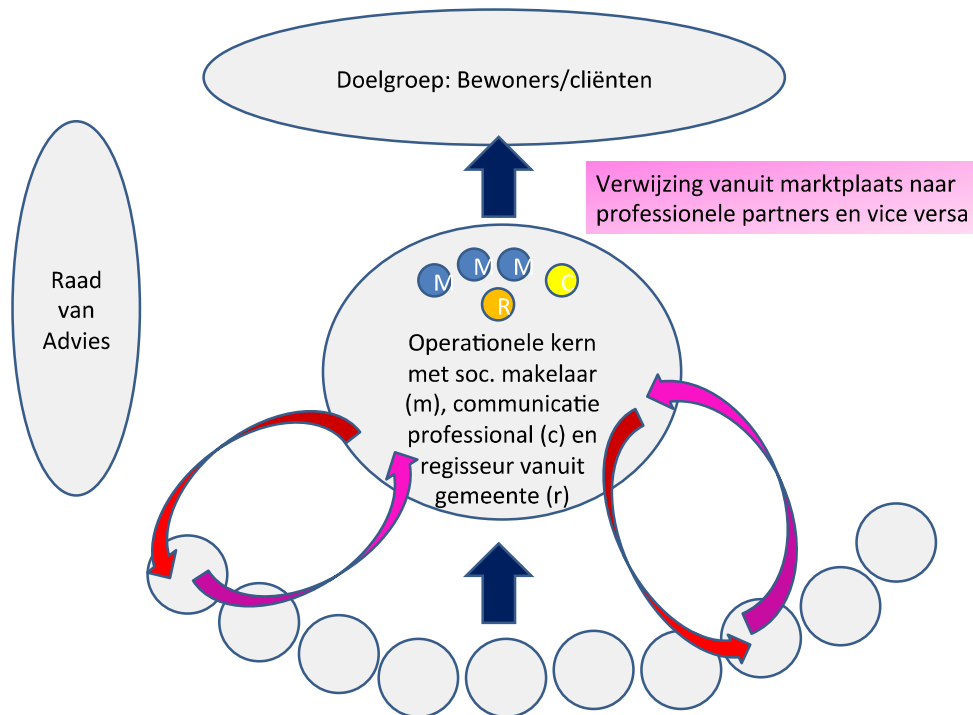 Doelgroep: Bewoners/cliënten
Verwijzing vanuit marktplaats naar
professionele partners en vice versa
Raad
van
Advies
M
M
M
C
R
Operationele kern
met soc. makelaar
(m), communicatie
professional (c) en
regisseur vanuit
gemeente (r)